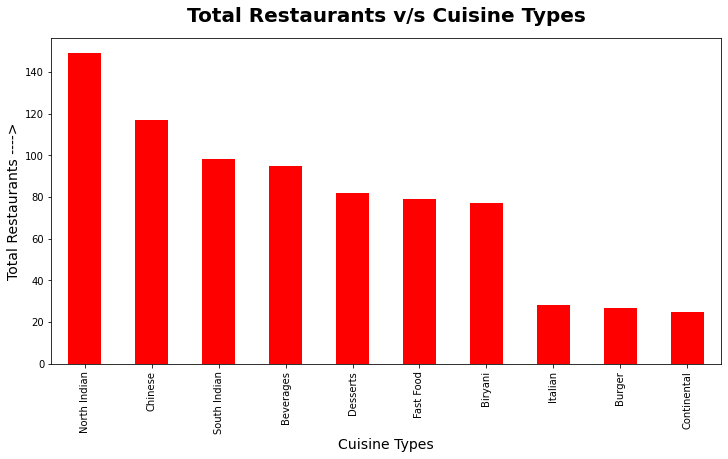 Total Restaurants v/s Cuisine Types
Total Restaurants ---->
140
120
100
80
60
40
20
0
North Indian
Chinese
South Indian
Beverages
Desserts
Fast Food
Biryani
Italian
Burger
Continental
Cuisine Types